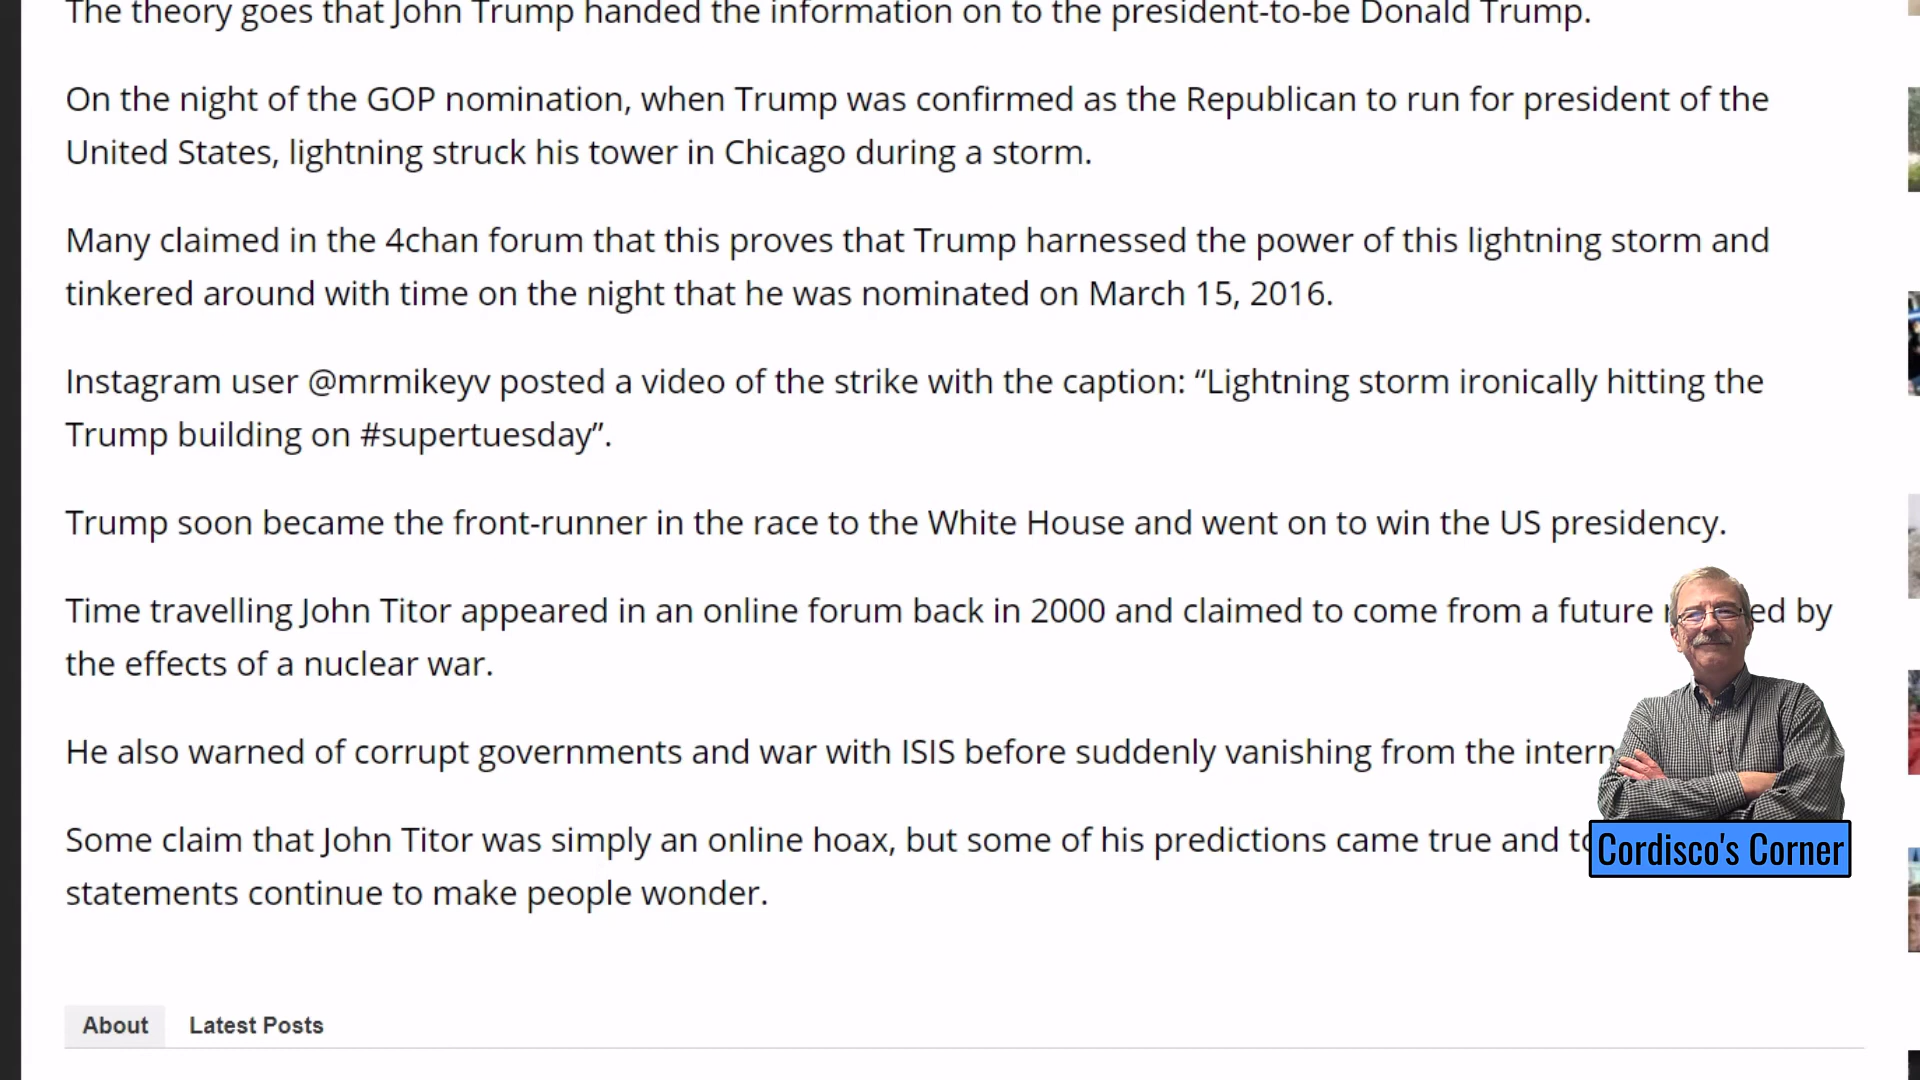 The theory goes that John Trump handed the information on to the president-to-be Donald Trump.
On the night of the GOP nomination, when Trump was confirmed as the Republican to run for president of the
United States, lightning struck his tower in Chicago during a storm.
Many claimed in the 4chan forum that this proves that Trump harnessed the power of this lightning storm and
tinkered around with time on the night that he was nominated on March 15, 2016.
Instagram user @mrmikeyv posted a video of the strike with the caption: “Lightning storm ironically hitting the
Trump building on #supertuesday”.
Trump soon became the front-runner in the race to the White House and went on to win the US presidency.
Time travelling John Titor appeared in an online forum back in 2000 and claimed to come from a future by
the effects of a nuclear war.
He also warned of corrupt governments and war with ISIS before suddenly vanishing from the
Some claim that John Titor was simply an online hoax, but some of his predictions came true and
statements continue to make people wonder.
Cordisco's Corner
About Latest Posts